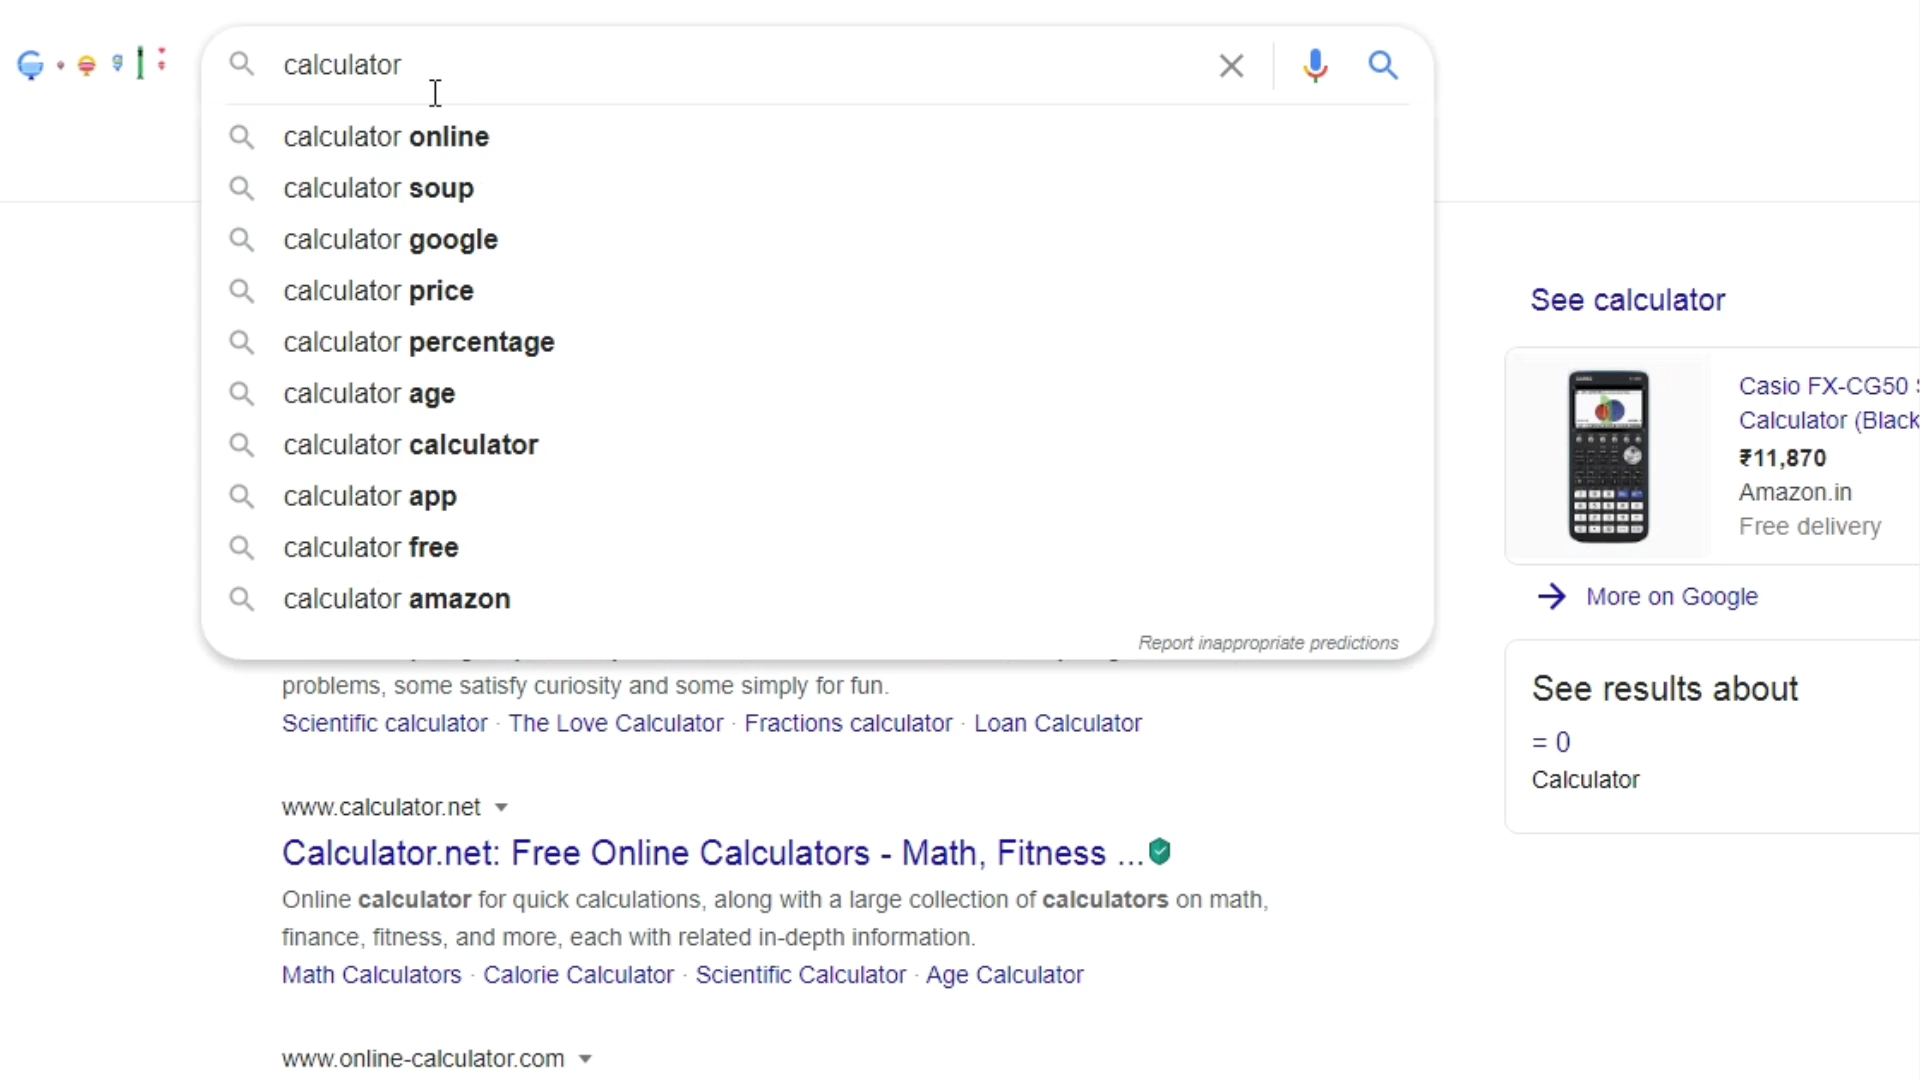 calculator
calculator online
calculator soup
calculator google
calculator price
calculator percentage
calculator age
calculator calculator
calculator app
calculator free
calculator amazon
Report inappropriate predictions
problems, some satisfy curiosity and some simply for fun.
Scientific calculator · The Love Calculator · Fractions calculator · Loan Calculator
www.calculator.net
Calculator.net: Free Online Calculators - Math, Fitness ...
Online calculator for quick calculations, along with a large collection of calculators on math,
finance, fitness, and more, each with related in-depth information.
Math Calculators · Calorie Calculator · Scientific Calculator · Age Calculator
www.online-calculator.com
See calculator
Casio FX-CG50
Calculator (Black
₹11,870
Amazon.in
Free delivery
More on Google
See results about
= 0
Calculator